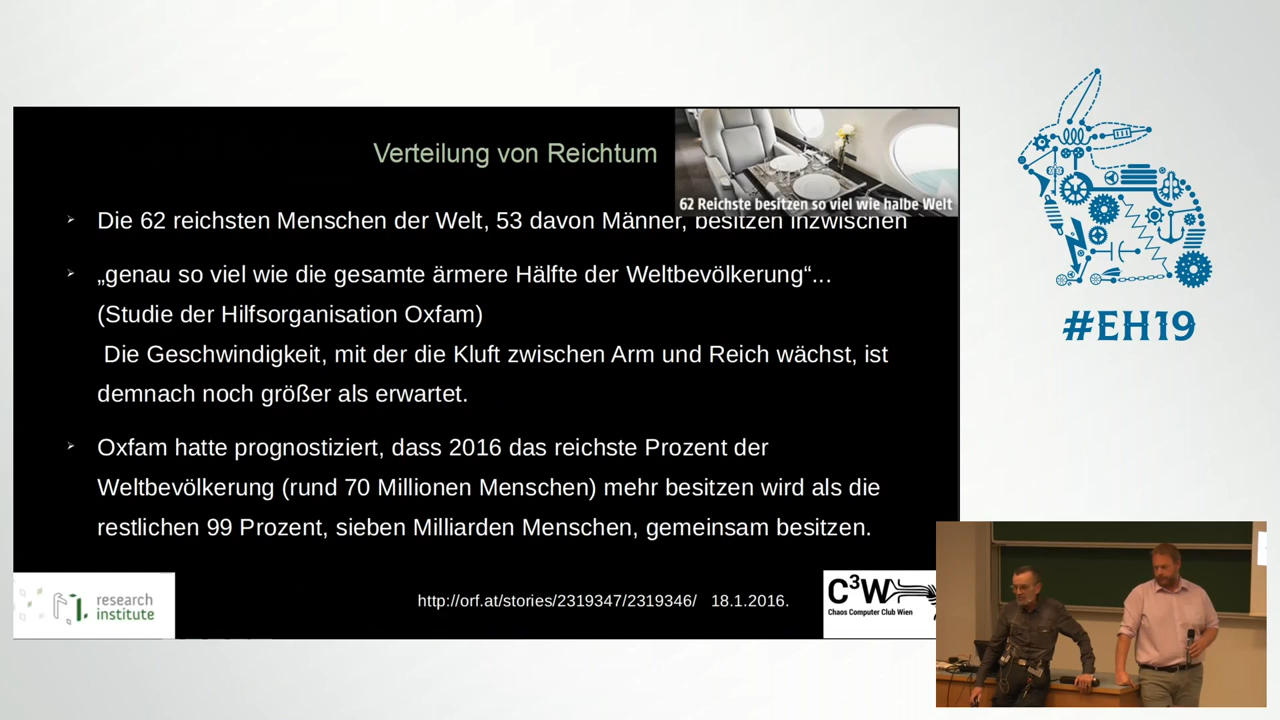 Verteilung von Reichtum
62 Reichste besitzen so viel wie halbe Welt
Die 62 reichsten Menschen der Welt, 53 davon Männer, besitzen inzwischen
„genau so viel wie die gesamte ärmere Hälfte der Weltbevölkerung“...
(Studie der Hilfsorganisation Oxfam)
Die Geschwindigkeit, mit der die Kluft zwischen Arm und Reich wächst, ist
demnach noch größer als erwartet.
Oxfam hatte prognostiziert, dass 2016 das reichste Prozent der
Weltbevölkerung (rund 70 Millionen Menschen) mehr besitzen wird als die
restlichen 99 Prozent, sieben Milliarden Menschen, gemeinsam besitzen.
research
institute
http://orf.at/stories/2319347/2319346/ 18.1.2016.
C³W
Chaos Computer Club Wien
#EH19